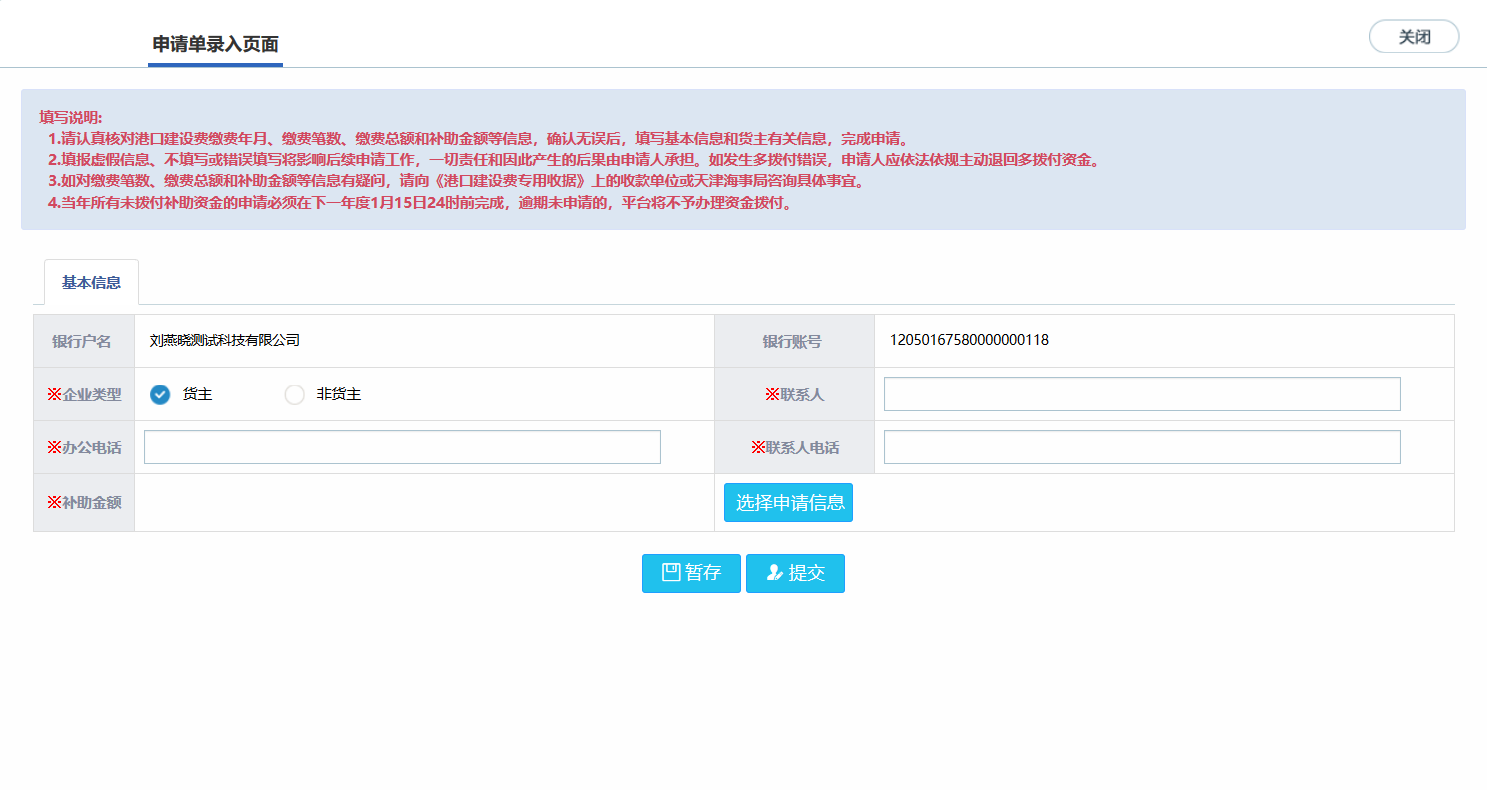 申请单录入页面
关闭
填写说明:
1.请认真核对港口建设费缴费年月、缴费笔数、缴费总额和补助金额等信息，确认无误后，填写基本信息和货主有关信息，完成申请。
2.填报虚假信息、不填写或错误填写将影响后续申请工作，一切责任和因此产生的后果由申请人承担。如发生多拨付错误，申请人应依法依规主动退回多拨付资金。
3.如对缴费笔数、缴费总额和补助金额等信息有疑问，请向《港口建设费专用收据》上的收款单位或天津海事局咨询具体事宜。
4.当年所有未拨付补助资金的申请必须在下一年度1月15日24时前完成，逾期未申请的，平台将不予办理资金拨付。
基本信息
银行户名 刘燕晓测试科技有限公司 银行账号 12050167580000000118
※企业类型 货主 非货主 ※联系人
※办公电话 ※联系人电话
※补助金额 选择申请信息
暂存 提交